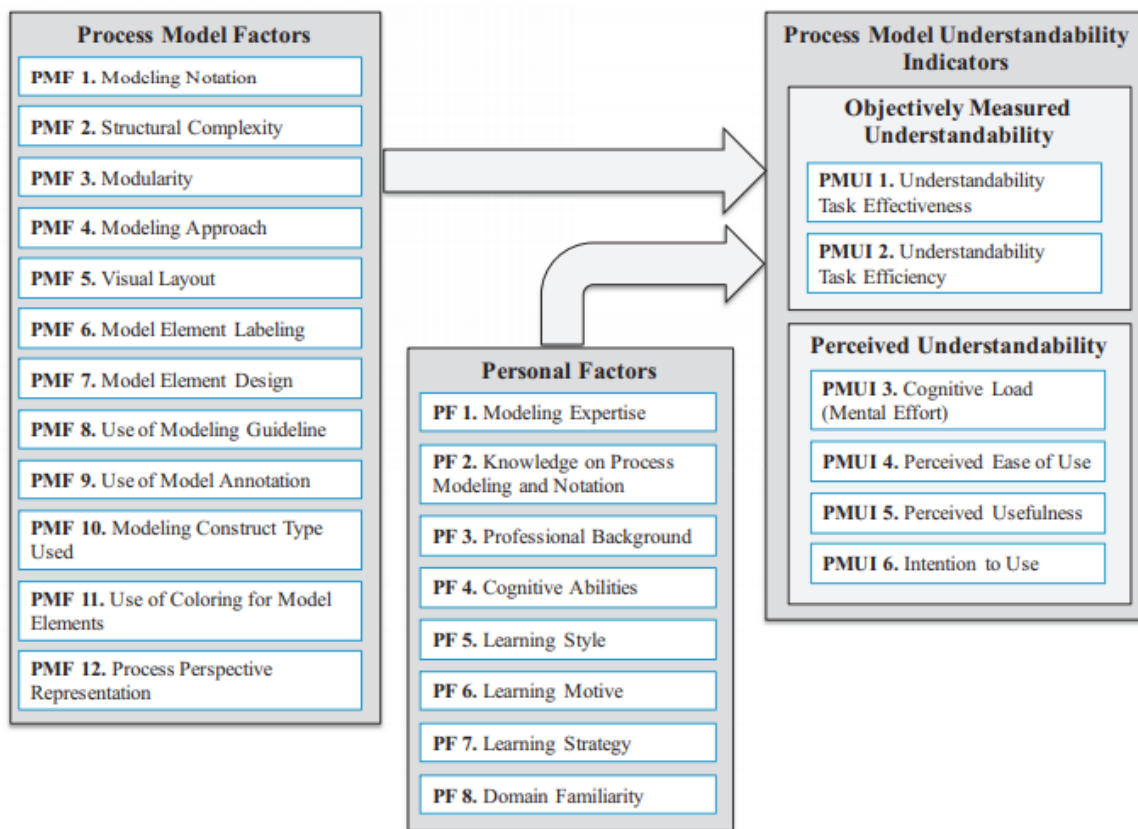 Process Model Factors
PMF 1. Modeling Notation
PMF 2. Structural Complexity
PMF 3. Modularity
PMF 4. Modeling Approach
PMF 5. Visual Layout
PMF 6. Model Element Labeling
PMF 7. Model Element Design
PMF 8. Use of Modeling Guideline
PMF 9. Use of Model Annotation
PMF 10. Modeling Construct Type
Used
PMF 11. Use of Coloring for Model
Elements
PMF 12. Process Perspective
Representation
Personal Factors
PF 1. Modeling Expertise
PF 2. Knowledge on Process
Modeling and Notation
PF 3. Professional Background
PF 4. Cognitive Abilities
PF 5. Learning Style
PF 6. Learning Motive
PF 7. Learning Strategy
PF 8. Domain Familiarity
Process Model Understandability
Indicators
Objectively Measured
Understandability
PMUI 1. Understandability
Task Effectiveness
PMUI 2. Understandability
Task Efficiency
Perceived Understandability
PMUI 3. Cognitive Load
(Mental Effort)
PMUI 4. Perceived Ease of Use
PMUI 5. Perceived Usefulness
PMUI 6. Intention to Use